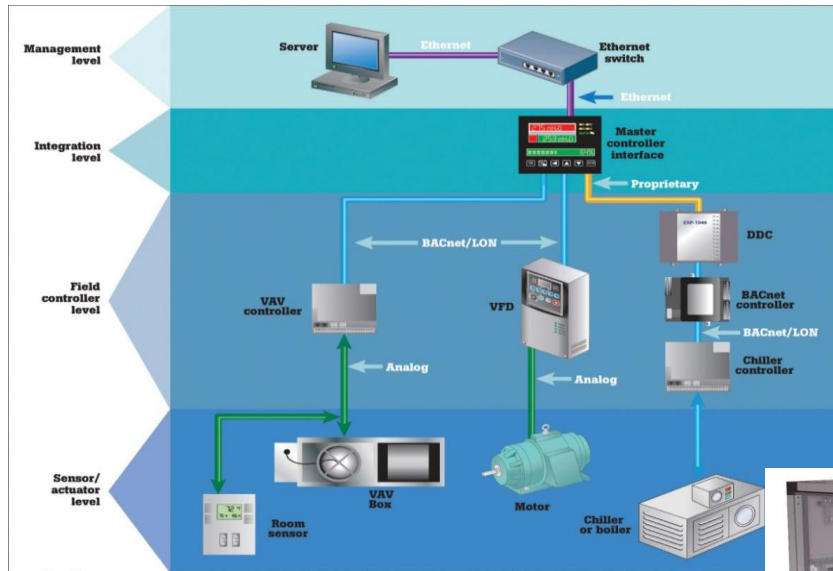 Management
level
Server
Ethernet
Ethernet
switch
Ethernet
Integration
level
Master
controller
interface
Proprietary
Field
controller
level
BACnet/LON
DDC
VAV
controller
VFD
BACnet
controller
BACnet/LON
Analog
Analog
Chiller
controller
Sensor/
actuator
level
72
Room
sensor
VAV
Box
Motor
Chiller
or boiler